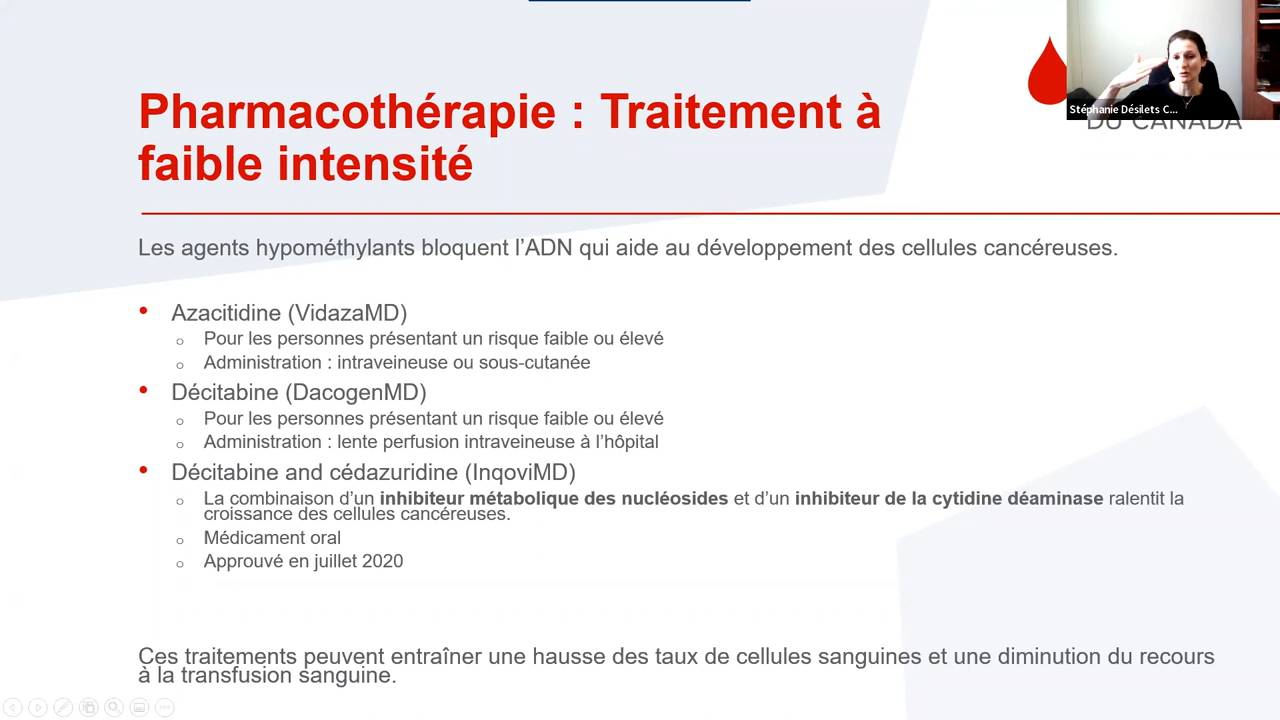 Pharmacothérapie : Traitement à
faible intensité
Stéphanie Désilets C...
DU CANADA
Les agents hypométhylants bloquent l’ADN qui aide au développement des cellules cancéreuses.
• Azacitidine (VidazaMD)
o Pour les personnes présentant un risque faible ou élevé
o Administration : intraveineuse ou sous-cutanée
• Décitabine (DacogenMD)
o Pour les personnes présentant un risque faible ou élevé
o Administration : lente perfusion intraveineuse à l’hôpital
• Décitabine and cédazuridine (InqoviMD)
o La combinaison d’un inhibiteur métabolique des nucléosides et d’un inhibiteur de la cytidine déaminase ralentit la
croissance des cellules cancéreuses.
o Médicament oral
o Approuvé en juillet 2020
Ces traitements peuvent entraîner une hausse des taux de cellules sanguines et une diminution du recours
à la transfusion sanguine.